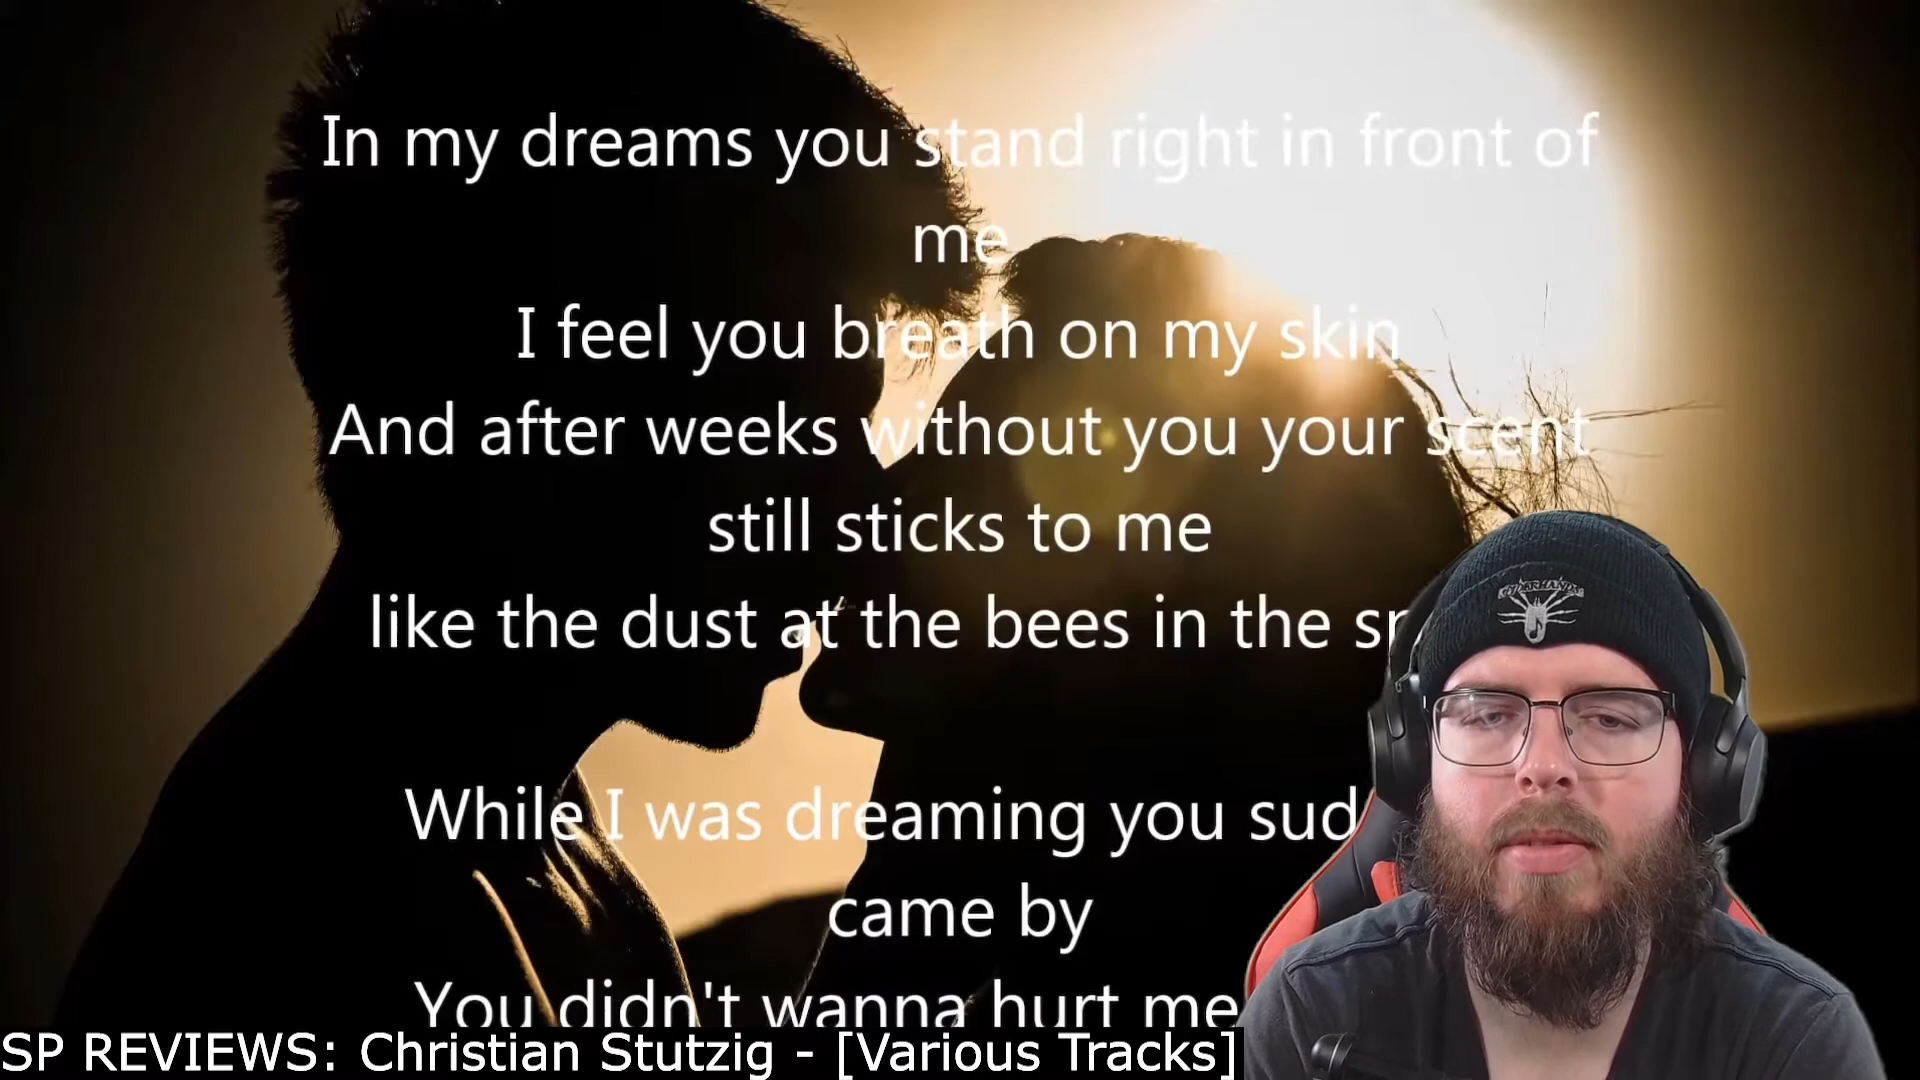 In my dreams you stand right in front of
me
I feel you breath on my skin
And after weeks without you your scent
still sticks to me
like the dust at the bees in the
While I was dreaming you
came by
You didn't wanna hurt me
SP REVIEWS: Christian Stutzig - [Various Tracks]